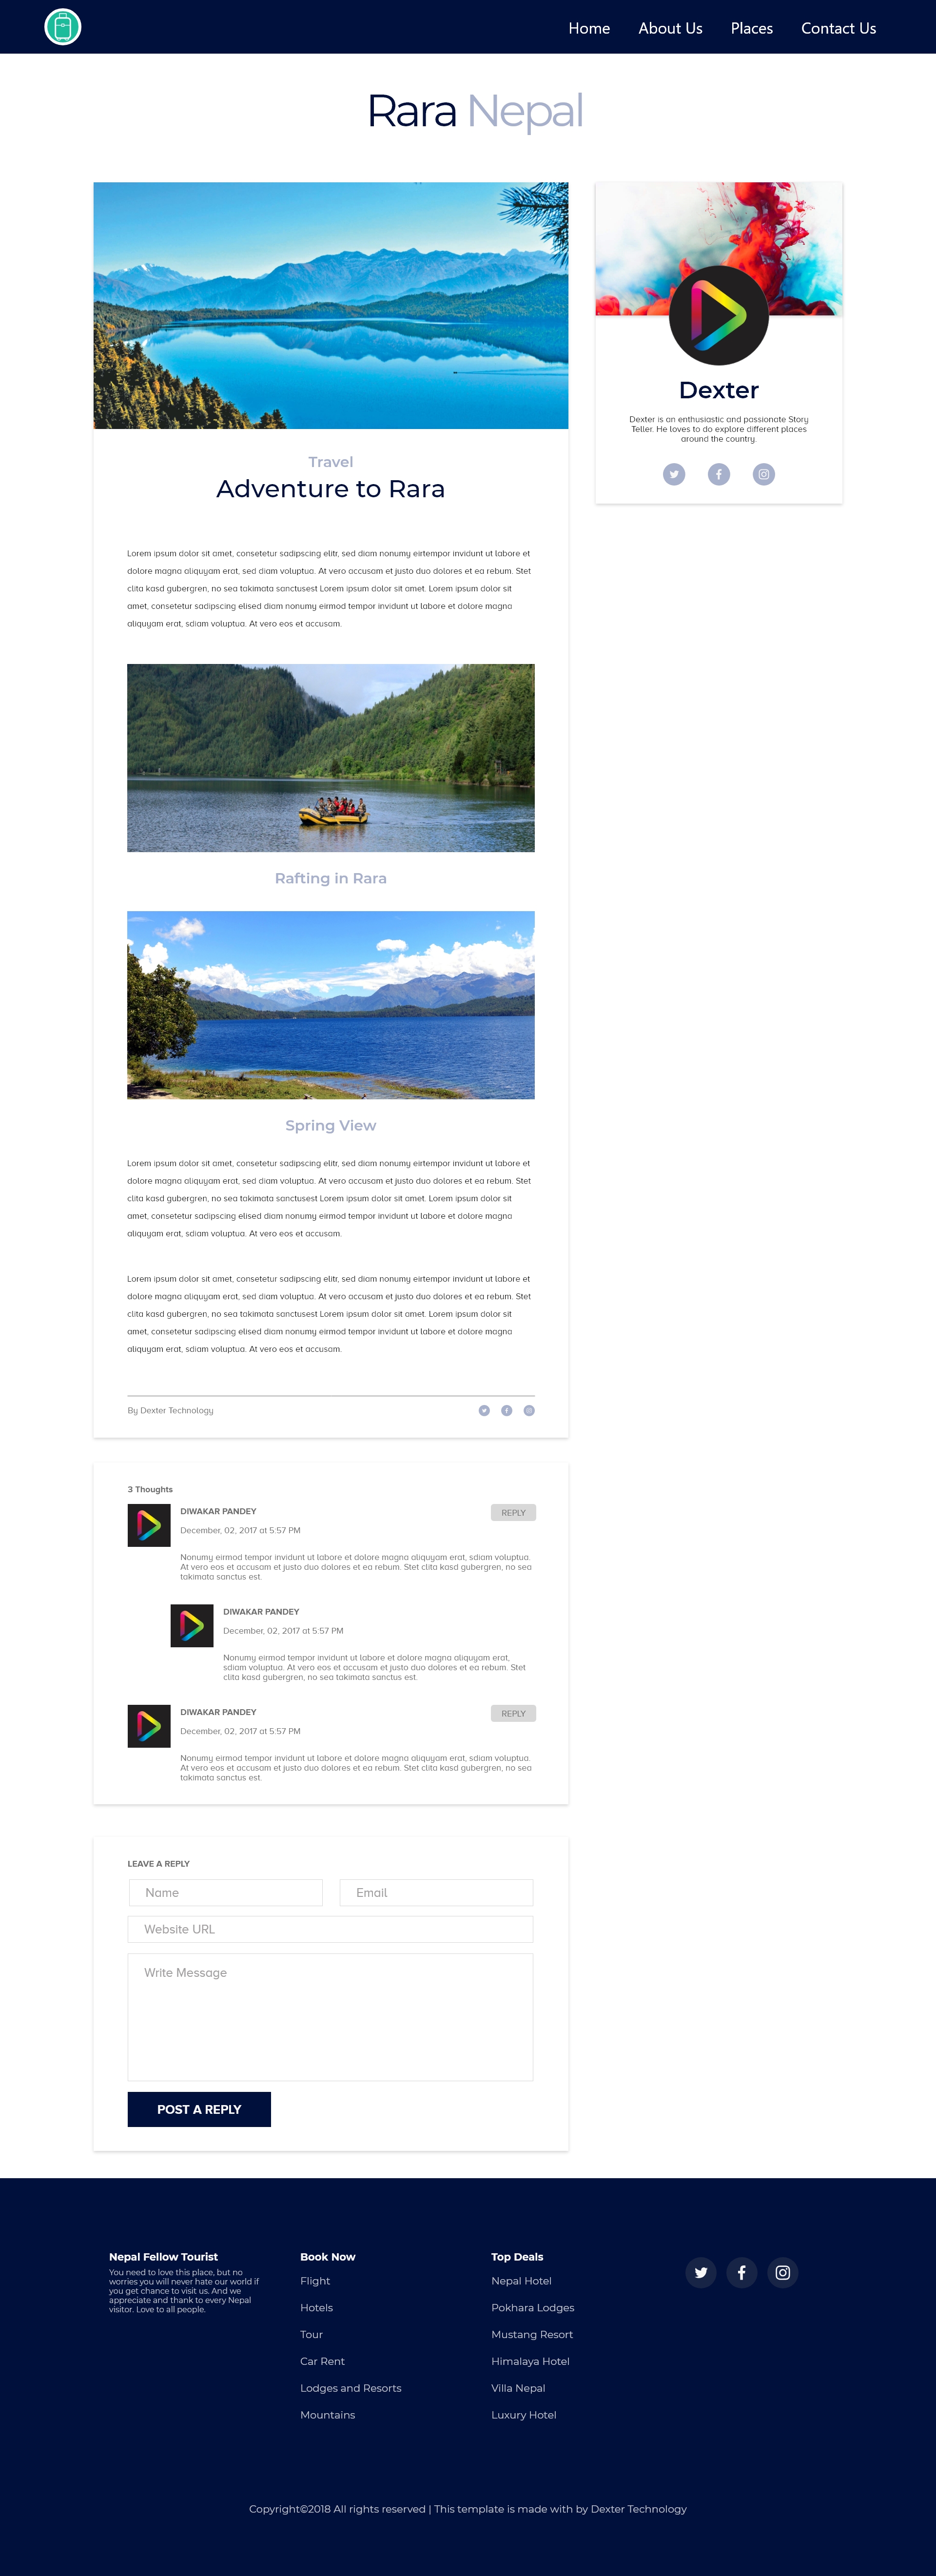 Home About Us Places Contact Us
Rara Nepal
Travel
Adventure to Rara
Lorem ipsum dolor sit amet, consetetur sadipscing elitr, sed diam nonumy eirtempor invidunt ut labore et
dolore magna aliquyam erat, sed diam voluptua. At vero accusam et justo duo dolores et ea rebum. Stet
clita kasd gubergren, no sea takimata sanctusest Lorem ipsum dolor sit amet. Lorem ipsum dolor sit
amet, consetetur sadipscing elised diam nonumy eirmod tempor invidunt ut labore et dolore magna
aliquyam erat, sdiam voluptua. At vero eos et accusam.
Rafting in Rara
Spring View
Lorem ipsum dolor sit amet, consetetur sadipscing elitr, sed diam nonumy eirtempor invidunt ut labore et
dolore magna aliquyam erat, sed diam voluptua. At vero accusam et justo duo dolores et ea rebum. Stet
clita kasd gubergren, no sea takimata sanctusest Lorem ipsum dolor sit amet. Lorem ipsum dolor sit
amet, consetetur sadipscing elised diam nonumy eirmod tempor invidunt ut labore et dolore magna
aliquyam erat, sdiam voluptua. At vero eos et accusam.
Lorem ipsum dolor sit amet, consetetur sadipscing elitr, sed diam nonumy eirtempor invidunt ut labore et
dolore magna aliquyam erat, sed diam voluptua. At vero accusam et justo duo dolores et ea rebum. Stet
clita kasd gubergren, no sea takimata sanctusest Lorem ipsum dolor sit amet. Lorem ipsum dolor sit
amet, consetetur sadipscing elised diam nonumy eirmod tempor invidunt ut labore et dolore magna
aliquyam erat, sdiam voluptua. At vero eos et accusam.
By Dexter Technology
Dexter
Dexter is an enthusiastic and passionate Story
Teller. He loves to do explore different places
around the country.
3 Thoughts
DIWAKAR PANDEY
REPLY
December, 02, 2017 at 5:57 PM
Nonumy eirmod tempor invidunt ut labore et dolore magna aliquyam erat, sdiam voluptua.
At vero eos et accusam et justo duo dolores et ea rebum. Stet clita kasd gubergren, no sea
takimata sanctus est.
DIWAKAR PANDEY
December, 02, 2017 at 5:57 PM
Nonumy eirmod tempor invidunt ut labore et dolore magna aliquyam erat,
sdiam voluptua. At vero eos et accusam et justo duo dolores et ea rebum. Stet
clita kasd gubergren, no sea takimata sanctus est.
DIWAKAR PANDEY
REPLY
December, 02, 2017 at 5:57 PM
Nonumy eirmod tempor invidunt ut labore et dolore magna aliquyam erat, sdiam voluptua.
At vero eos et accusam et justo duo dolores et ea rebum. Stet clita kasd gubergren, no sea
takimata sanctus est.
LEAVE A REPLY
Name
Email
Website URL
Write Message
POST A REPLY
Nepal Fellow Tourist
You need to love this place, but no
worries you will never hate our world if
you get chance to visit us. And we
appreciate and thank to every Nepal
visitor. Love to all people.
Book Now
Flight
Hotels
Tour
Car Rent
Lodges and Resorts
Mountains
Top Deals
Nepal Hotel
Pokhara Lodges
Mustang Resort
Himalaya Hotel
Villa Nepal
Luxury Hotel
Copyright©2018 All rights reserved | This template is made with by Dexter Technology